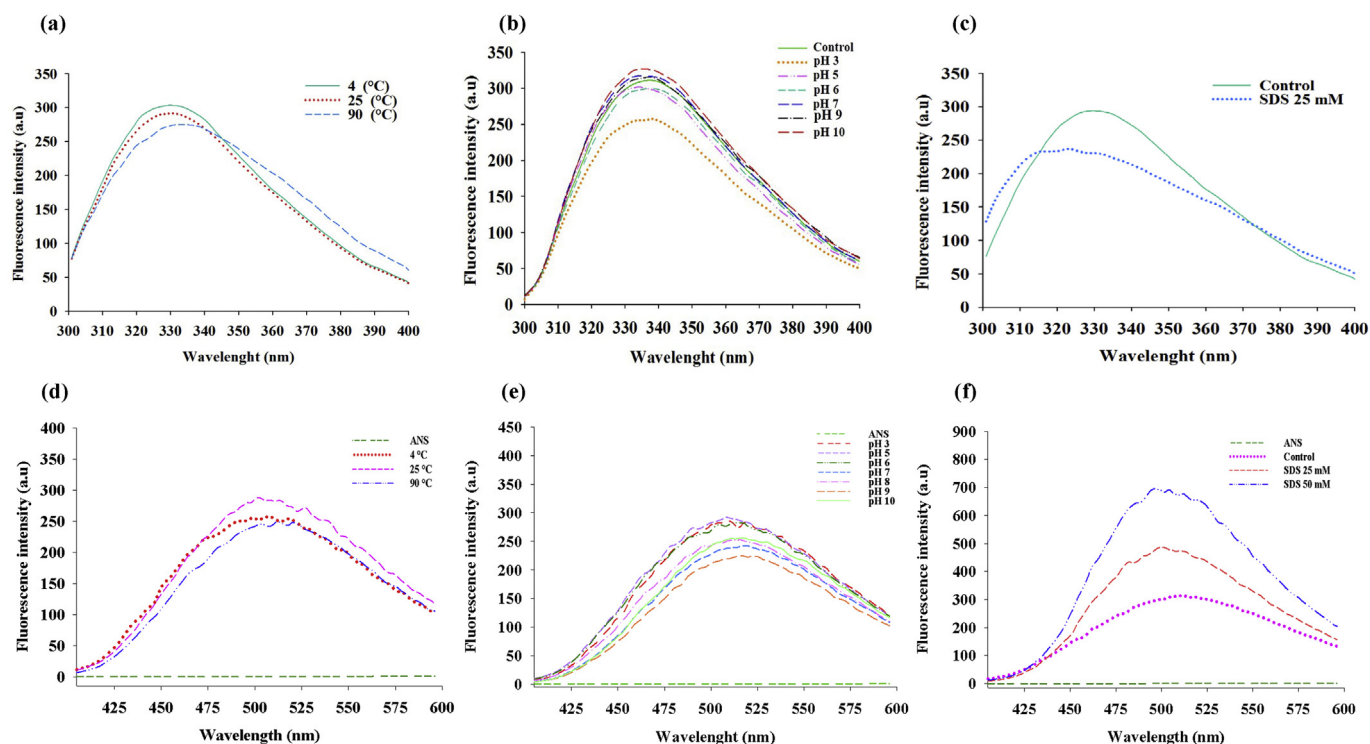 (a)
Fluorescence intensity (a.u)
350
300
250
200
150
100
50
0
300 310 320 330 340 350 360 370 380 390 400
Wavelenght (nm)
4 (°C)
25 (°C)
90 (°C)
(b)
Fluorescence intensity (a.u)
350
300
250
200
150
100
50
0
300 310 320 330 340 350 360 370 380 390 400
Wavelenght (nm)
Control
pH 3
pH 5
pH 6
pH 7
pH 9
pH 10
(c)
Fluorescence intensity (a.u)
350
300
250
200
150
100
50
0
300 310 320 330 340 350 360 370 380 390 400
Wavelenght (nm)
Control
SDS 25 mM
(d)
Fluorescence intensity (a.u)
400
350
300
250
200
150
100
50
0
425 450 475 500 525 550 575 600
Wavelength (nm)
ANS
4 °C
25 °C
90 °C
(e)
Fluorescence intensity (a.u)
450
400
350
300
250
200
150
100
50
0
425 450 475 500 525 550 575 600
Wavelenght (nm)
ANS
pH 3
pH 5
pH 6
pH 7
pH 8
pH 9
pH 10
(f)
Fluorescence intensity (a.u)
900
800
700
600
500
400
300
200
100
0
425 450 475 500 525 550 575 600
Wavelength (nm)
ANS
Control
SDS 25 mM
SDS 50 mM